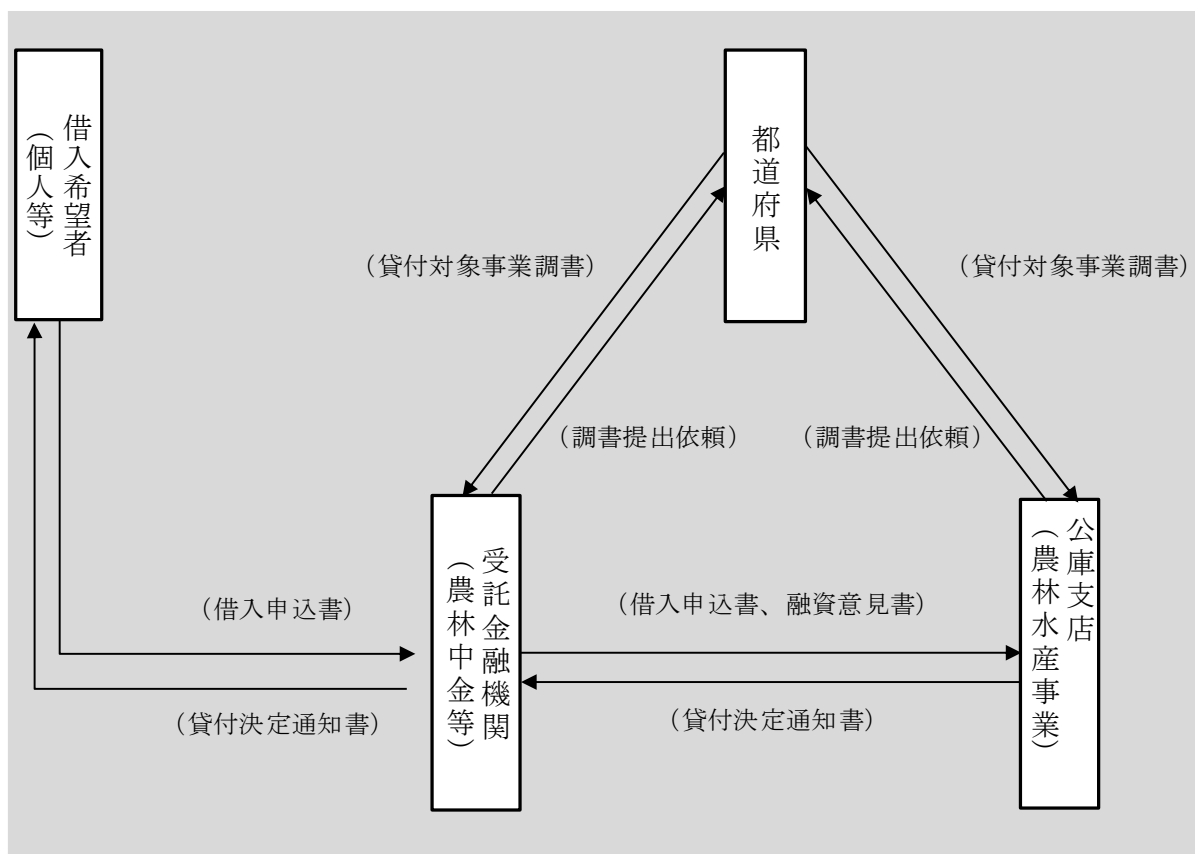 借入希望者
（個人等）
都道府県
（貸付対象事業調書）
（貸付対象事業調書）
（調書提出依頼）
（調書提出依頼）
受託金融機関
（農林中金等）
公庫支店
（農林水産事業）
（借入申込書）
（借入申込書、融資意見書）
（貸付決定通知書）
（貸付決定通知書）